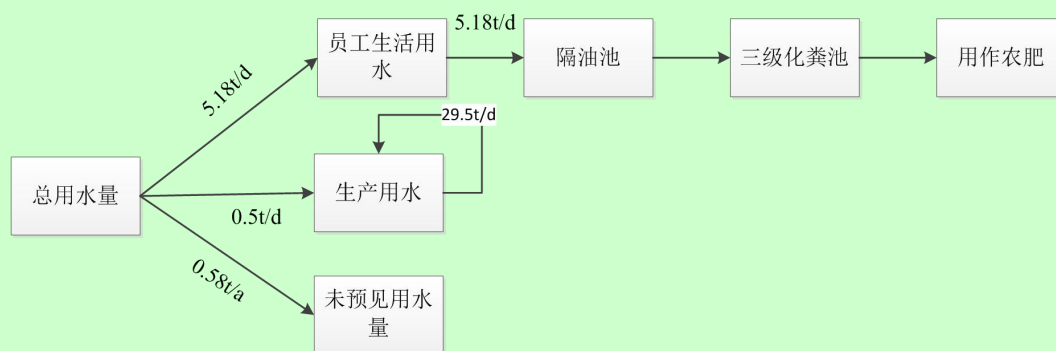 5.18t/d
员工生活用
水
隔油池
三级化粪池
用作农肥
5.18t/d
29.5t/d
总用水量
生产用水
0.5t/d
0.58t/a
未预见用水
量